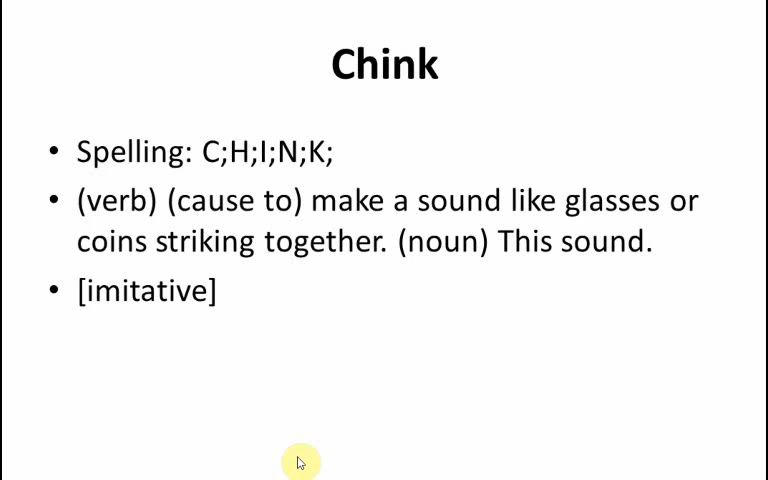 Chink
• Spelling: C;H;I;N;K;
• (verb) (cause to) make a sound like glasses or
coins striking together. (noun) This sound.
• [imitative]